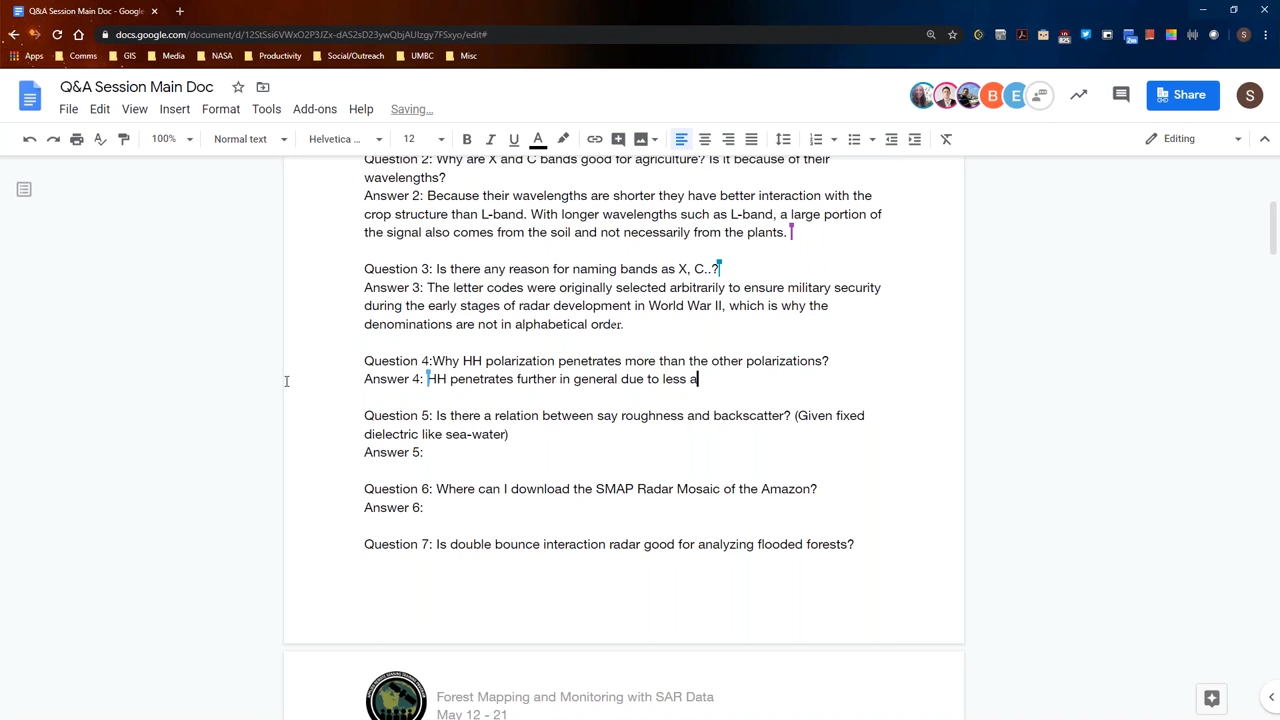 Q&A Session Main Doc - Google
docs.google.com/document/d/12StSsi6VWxO2P3JZx-dAS2sD23ywQbjAUIzgy7FSxyo/edit#
Apps Comms GIS Media NASA Productivity Social/Outreach UMBC Misc
Q&A Session Main Doc
File Edit View Insert Format Tools Addons Help Saving...
B E Share S
100% Normal text Helvetica ... 12 B I U A Editing
Question 2: Why are X and C bands good for agriculture? Is it because of their
wavelengths?
Answer 2: Because their wavelengths are shorter they have better interaction with the
crop structure than L-band. With longer wavelengths such as L-band, a large portion of
the signal also comes from the soil and not necessarily from the plants.
Question 3: Is there any reason for naming bands as X, C..?
Answer 3: The letter codes were originally selected arbitrarily to ensure military security
during the early stages of radar development in World War II, which is why the
denominations are not in alphabetical order.
Question 4:Why HH polarization penetrates more than the other polarizations?
Answer 4: HH penetrates further in general due to less a
Question 5: Is there a relation between say roughness and backscatter? (Given fixed
dielectric like sea-water)
Answer 5:
Question 6: Where can I download the SMAP Radar Mosaic of the Amazon?
Answer 6:
Question 7: Is double bounce interaction radar good for analyzing flooded forests?
Forest Mapping and Monitoring with SAR Data
May 12 - 21